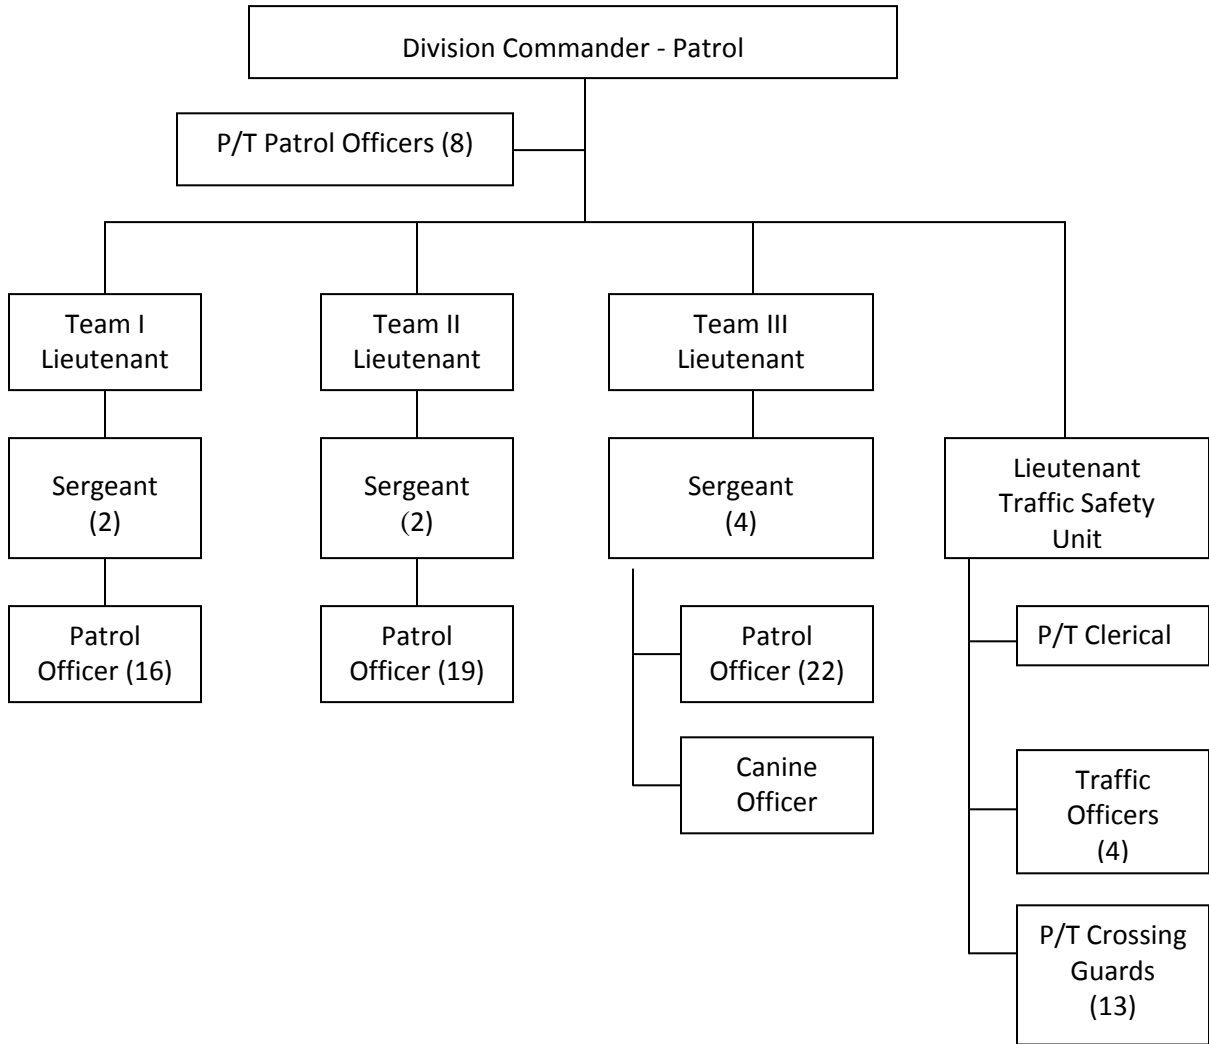 Division Commander - Patrol
P/T Patrol Officers (8)
Team I
Lieutenant
Team II
Lieutenant
Team III
Lieutenant
Sergeant
(2)
Sergeant
(2)
Sergeant
(4)
Lieutenant
Traffic Safety
Unit
Patrol
Officer (16)
Patrol
Officer (19)
Patrol
Officer (22)
P/T Clerical
Canine
Officer
Traffic
Officers
(4)
P/T Crossing
Guards
(13)